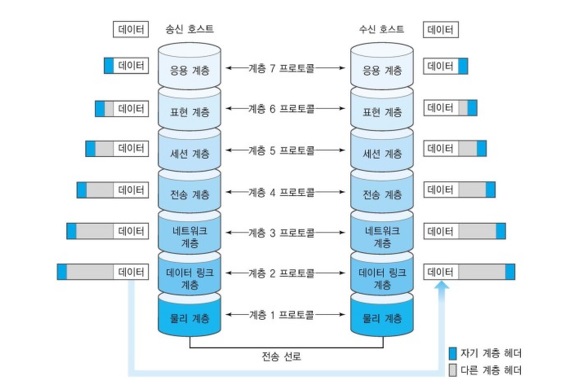 데이터 송신 호스트 수신 호스트 데이터
데이터 응용 계층 계층 7 프로토콜 응용 계층 데이터
데이터 표현 계층 계층 6 프로토콜 표현 계층 데이터
데이터 세션 계층 계층 5 프로토콜 세션 계층 데이터
데이터 전송 계층 계층 4 프로토콜 전송 계층 데이터
데이터 네트워크 계층 계층 3 프로토콜 네트워크 계층 데이터
데이터 데이터 링크 계층 계층 2 프로토콜 데이터 링크 계층 데이터
물리 계층 계층 1 프로토콜 물리 계층
전송 선로
자기 계층 헤더
다른 계층 헤더